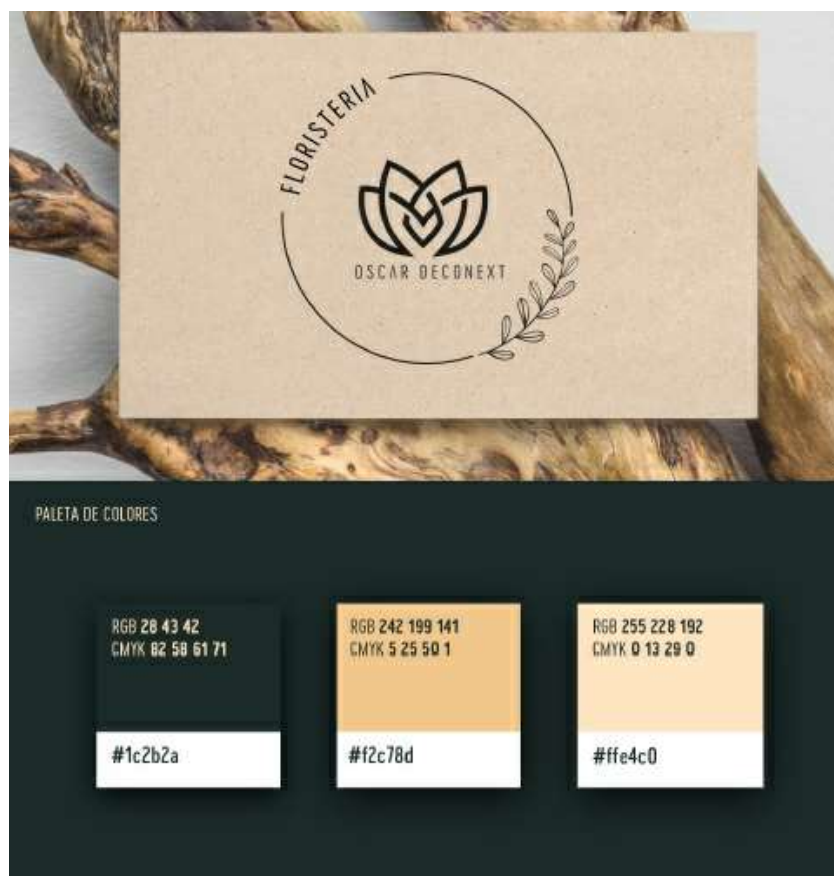 FLORISTERIA
OSCAR DECONEXT
PALETA DE COLORES
RGB 28 43 42
CMYK 82 58 61 71
#1c2b2a
RGB 242 199 141
CMYK 5 25 50 1
#f2c78d
RGB 255 228 192
CMYK 0 13 29 0
#ffe4c0